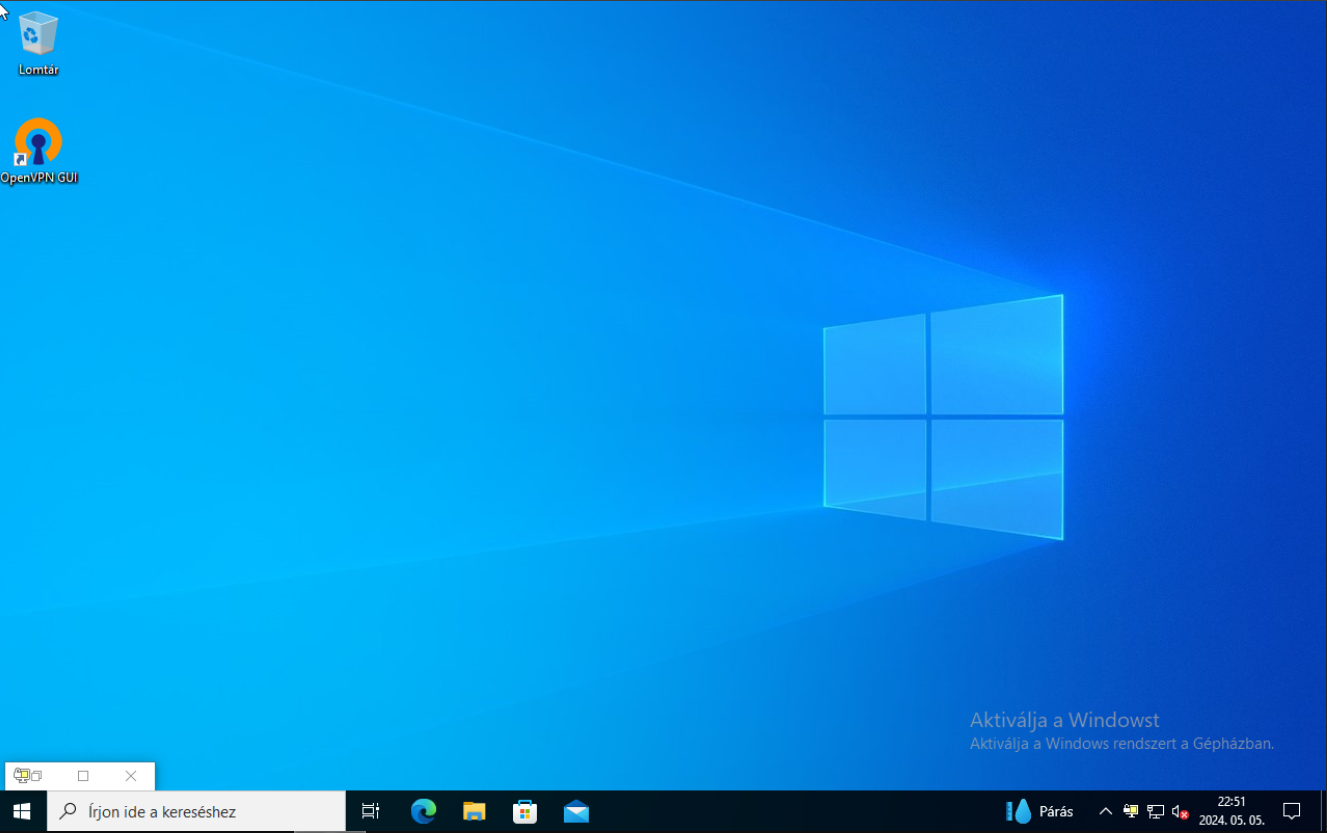 Lomtár
OpenVPN GUI
Aktiválja a Windowst
Aktiválja a Windows rendszert a Gépházban.
Írjon ide a kereséshez
Párás
22:51
2024. 05. 05.